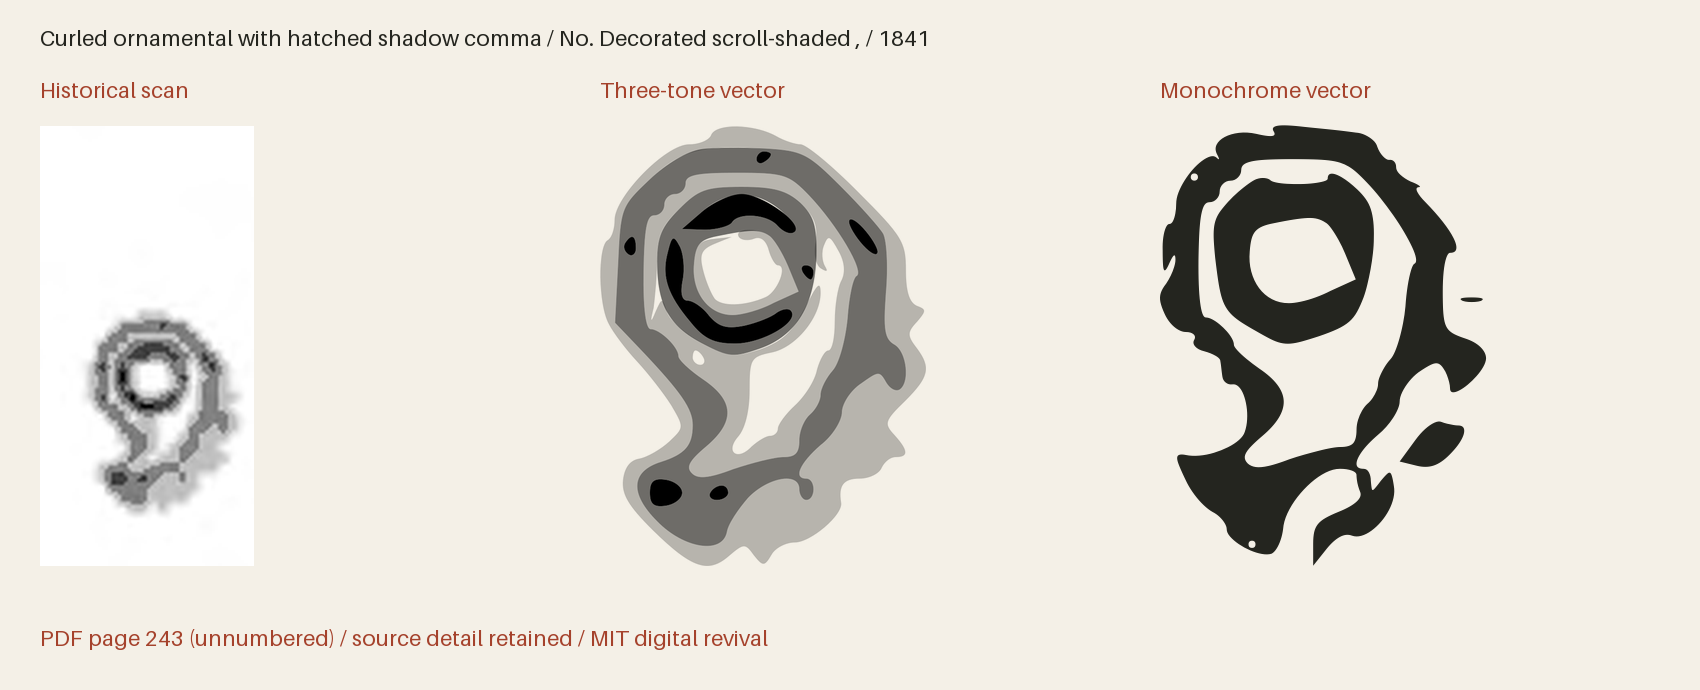 Curled ornamental with hatched shadow comma / No. Decorated scroll-shaded , / 1841
Historical scan
Three-tone vector
Monochrome vector
PDF page 243 (unnumbered) / source detail retained / MIT digital revival